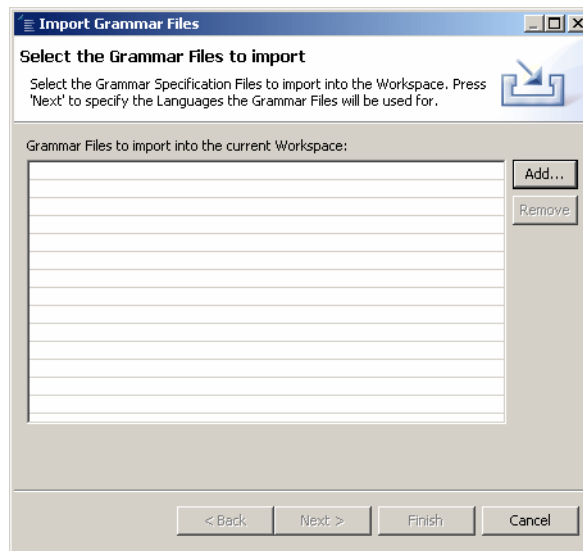 Import Grammar Files
Select the Grammar Files to import
Select the Grammar Specification Files to import into the Workspace. Press
'Next' to specify the Languages the Grammar Files will be used for.
Grammar Files to import into the current Workspace:
Add...
Remove
< Back
Next >
Finish
Cancel